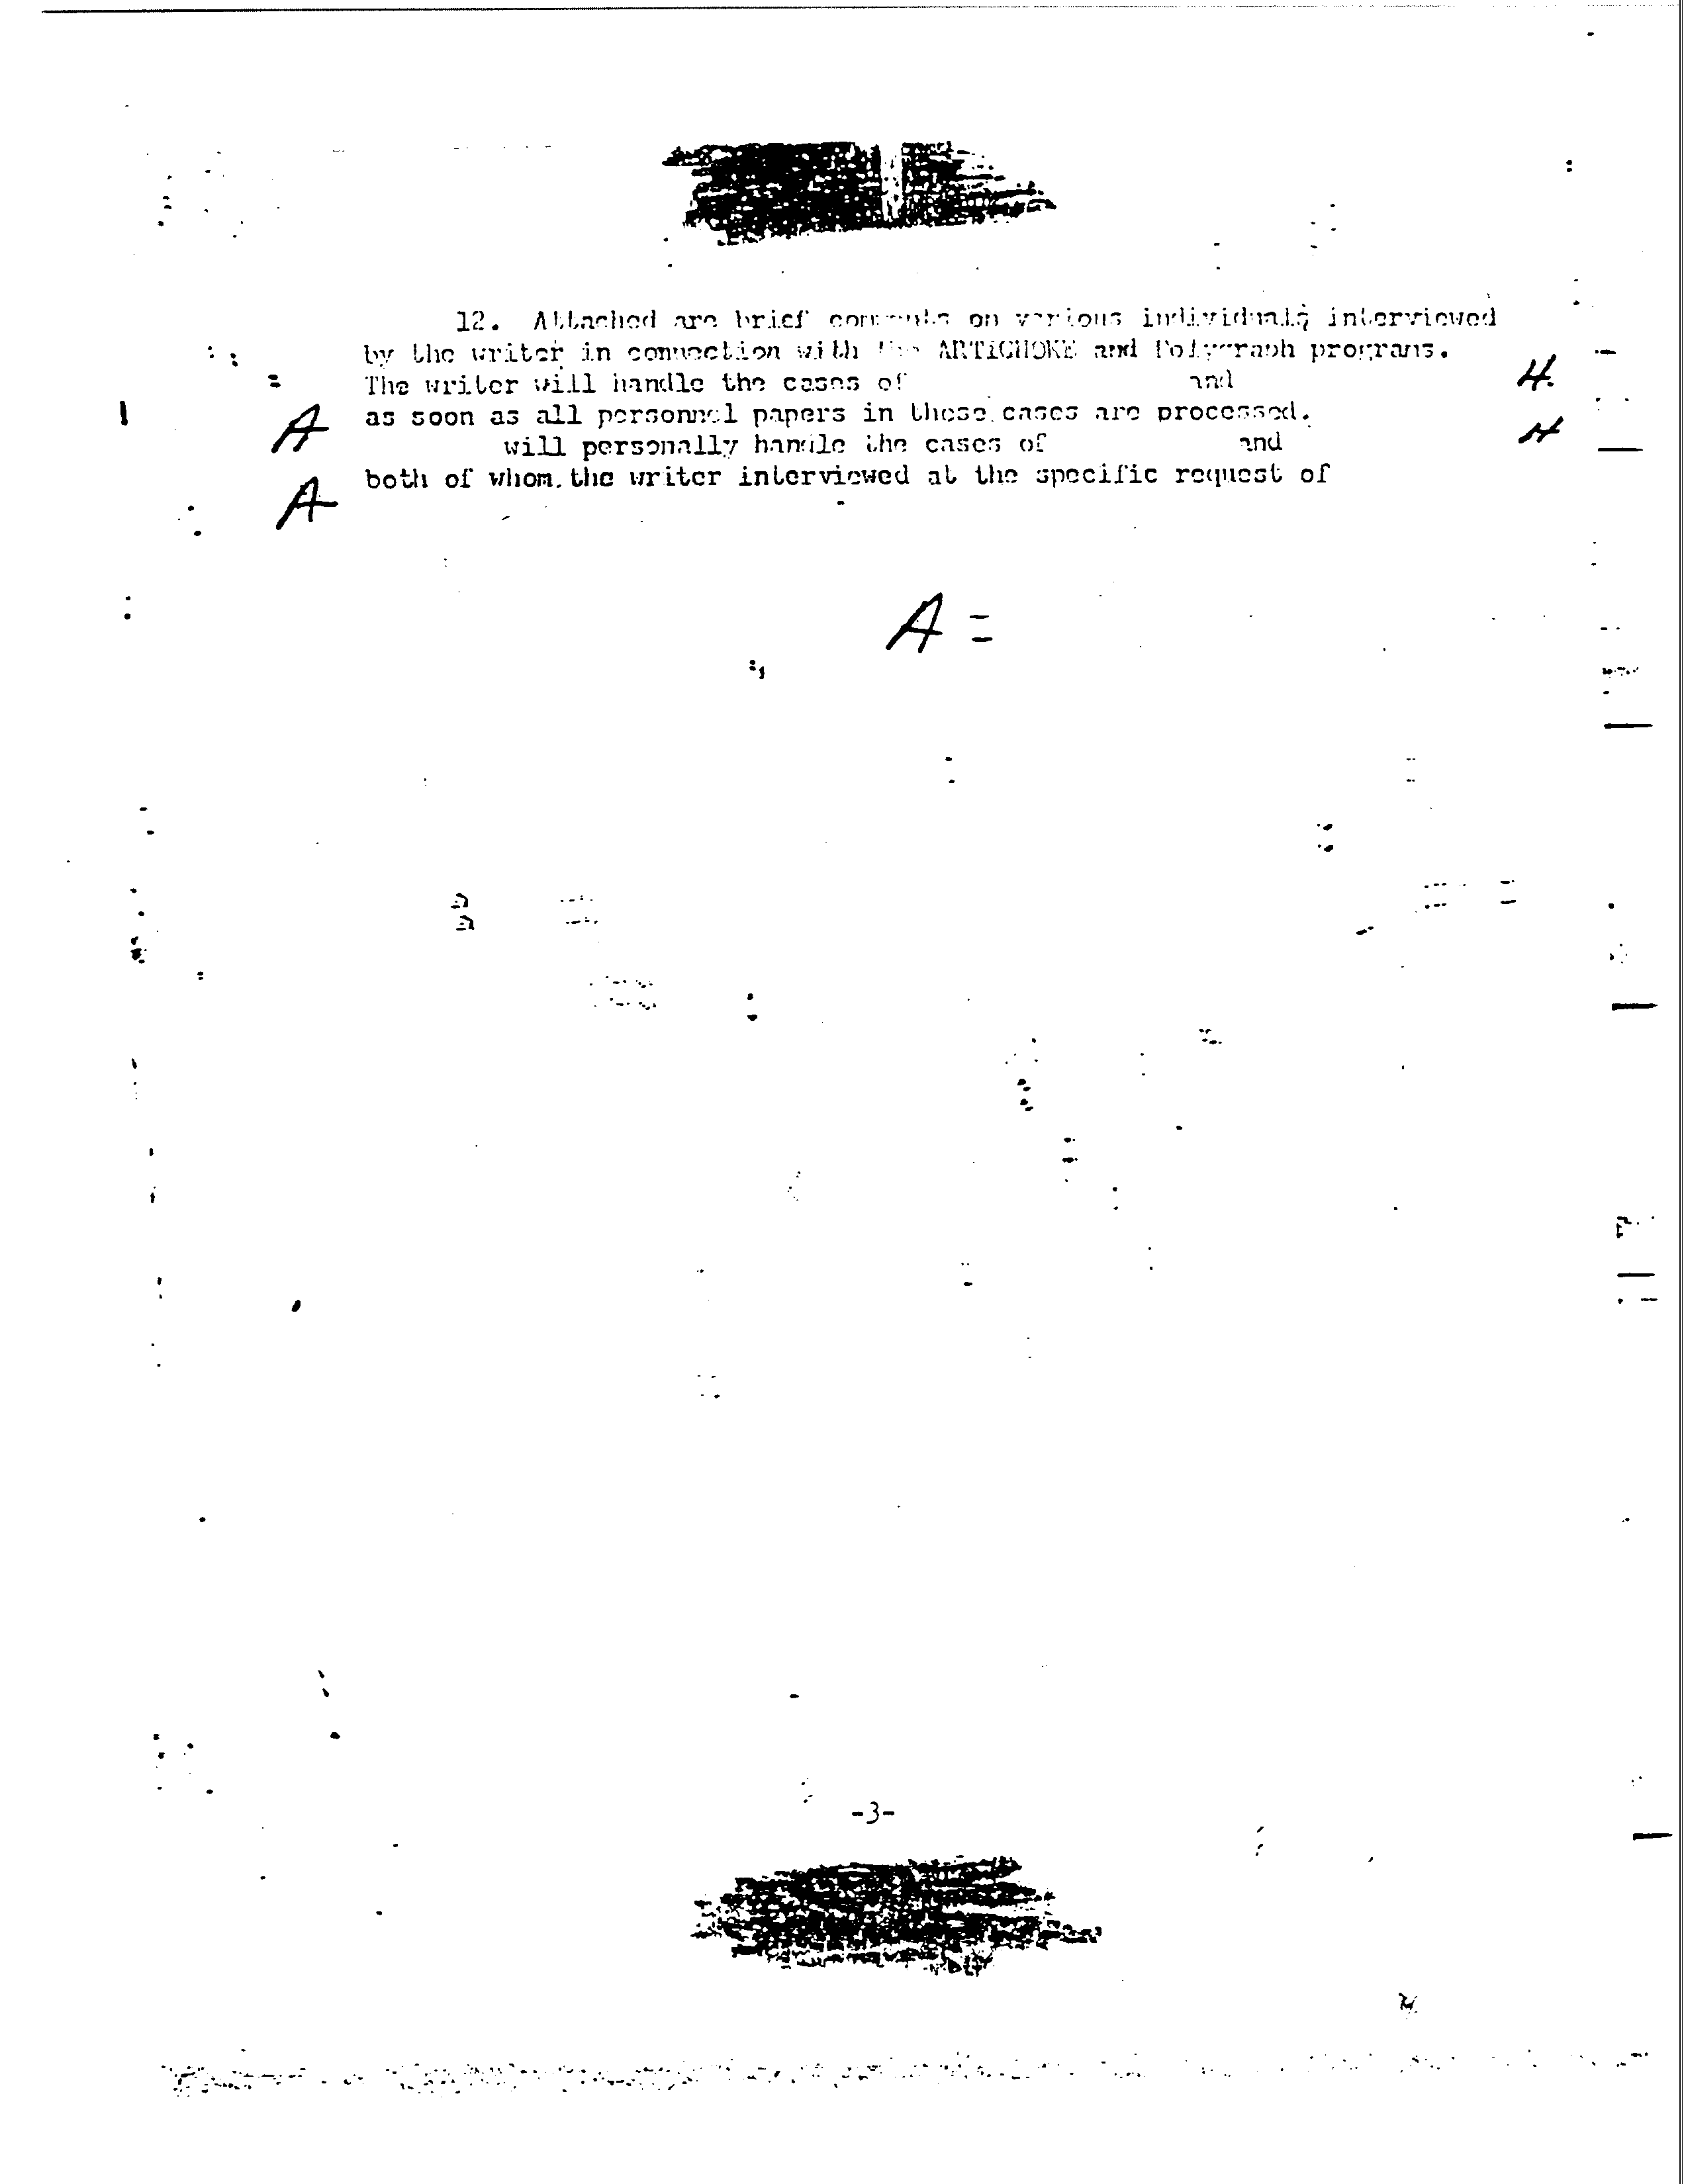 12. Attached are brief comments on various individuals interviewed
by the writer in connection with the ARTICHOKE and Polygraph programs.
The writer will handle the cases of and H.
A as soon as all personnel papers in these cases are processed.
will personally handle the cases of and H
A both of whom the writer interviewed at the specific request of
A =
-3-